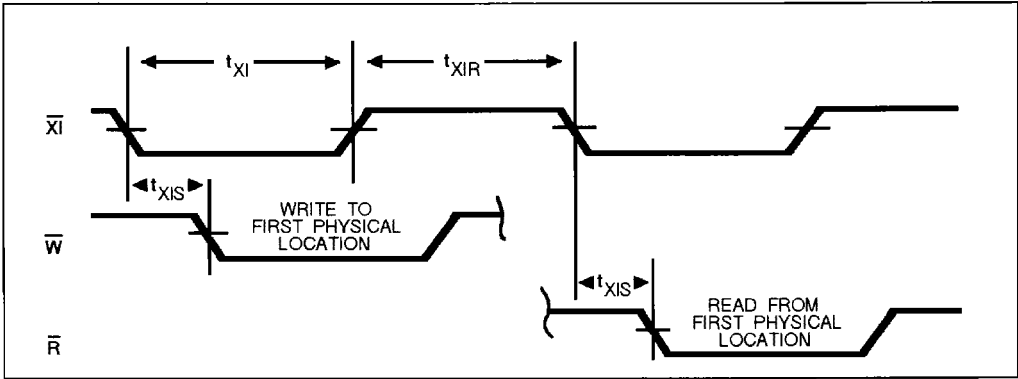 tXI
tXIR
XI
tXIS
WRITE TO
FIRST PHYSICAL
LOCATION
W
tXIS
READ FROM
FIRST PHYSICAL
LOCATION
R